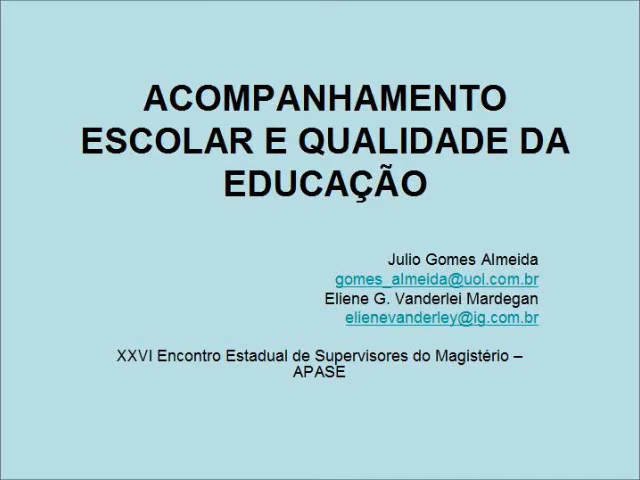 ACOMPANHAMENTO
ESCOLAR E QUALIDADE DA
EDUCAÇÃO
Julio Gomes Almeida
gomes_almeida@uol.com.br
Eliene G. Vanderlei Mardegan
elienevanderley@ig.com.br
XXVI Encontro Estadual de Supervisores do Magistério –
APASE